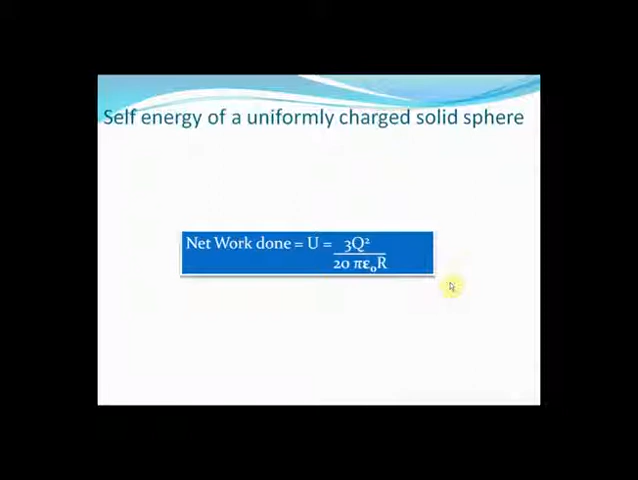 Self energy of a uniformly charged solid sphere
Net Work done = U = 3Q²
20 πε₀R